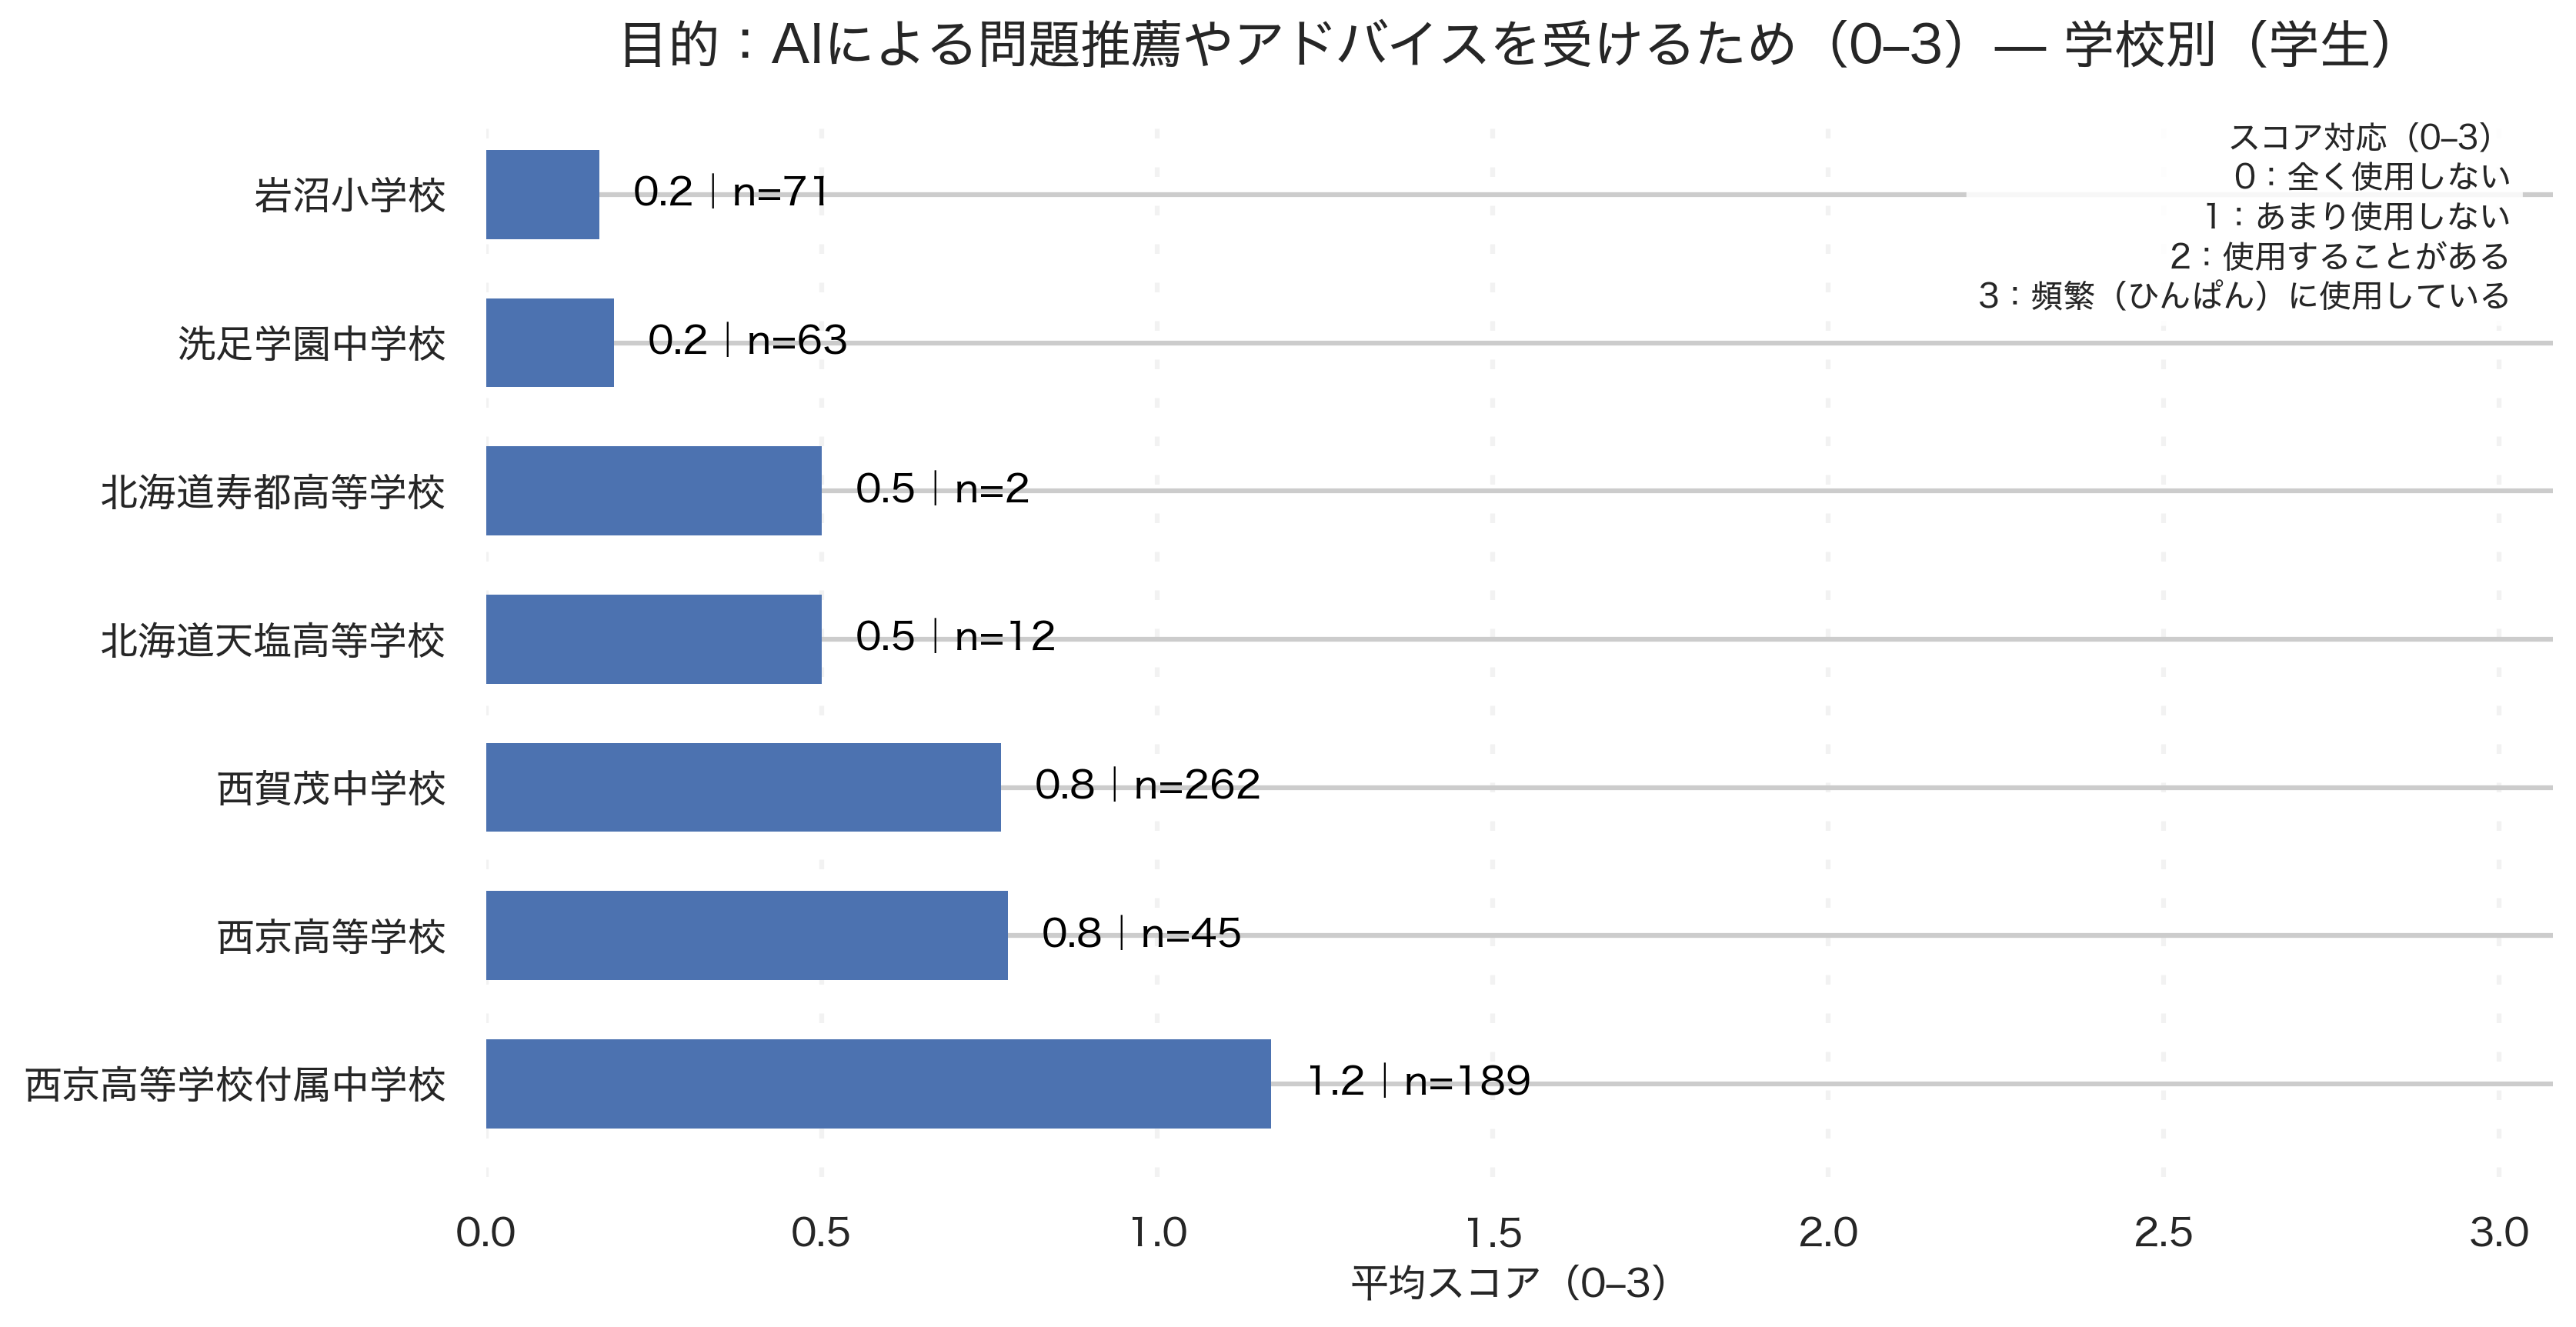 目的：AIによる問題推薦やアドバイスを受けるため（0–3）— 学校別（学生）
スコア対応（0–3）
0：全く使用しない
1：あまり使用しない
2：使用することがある
3：頻繁（ひんぱん）に使用している
岩沼小学校
0.2｜n=71
洗足学園中学校
0.2｜n=63
北海道寿都高等学校
0.5｜n=2
北海道天塩高等学校
0.5｜n=12
西賀茂中学校
0.8｜n=262
西京高等学校
0.8｜n=45
西京高等学校付属中学校
1.2｜n=189
0.0 0.5 1.0 1.5 2.0 2.5 3.0
平均スコア（0–3）